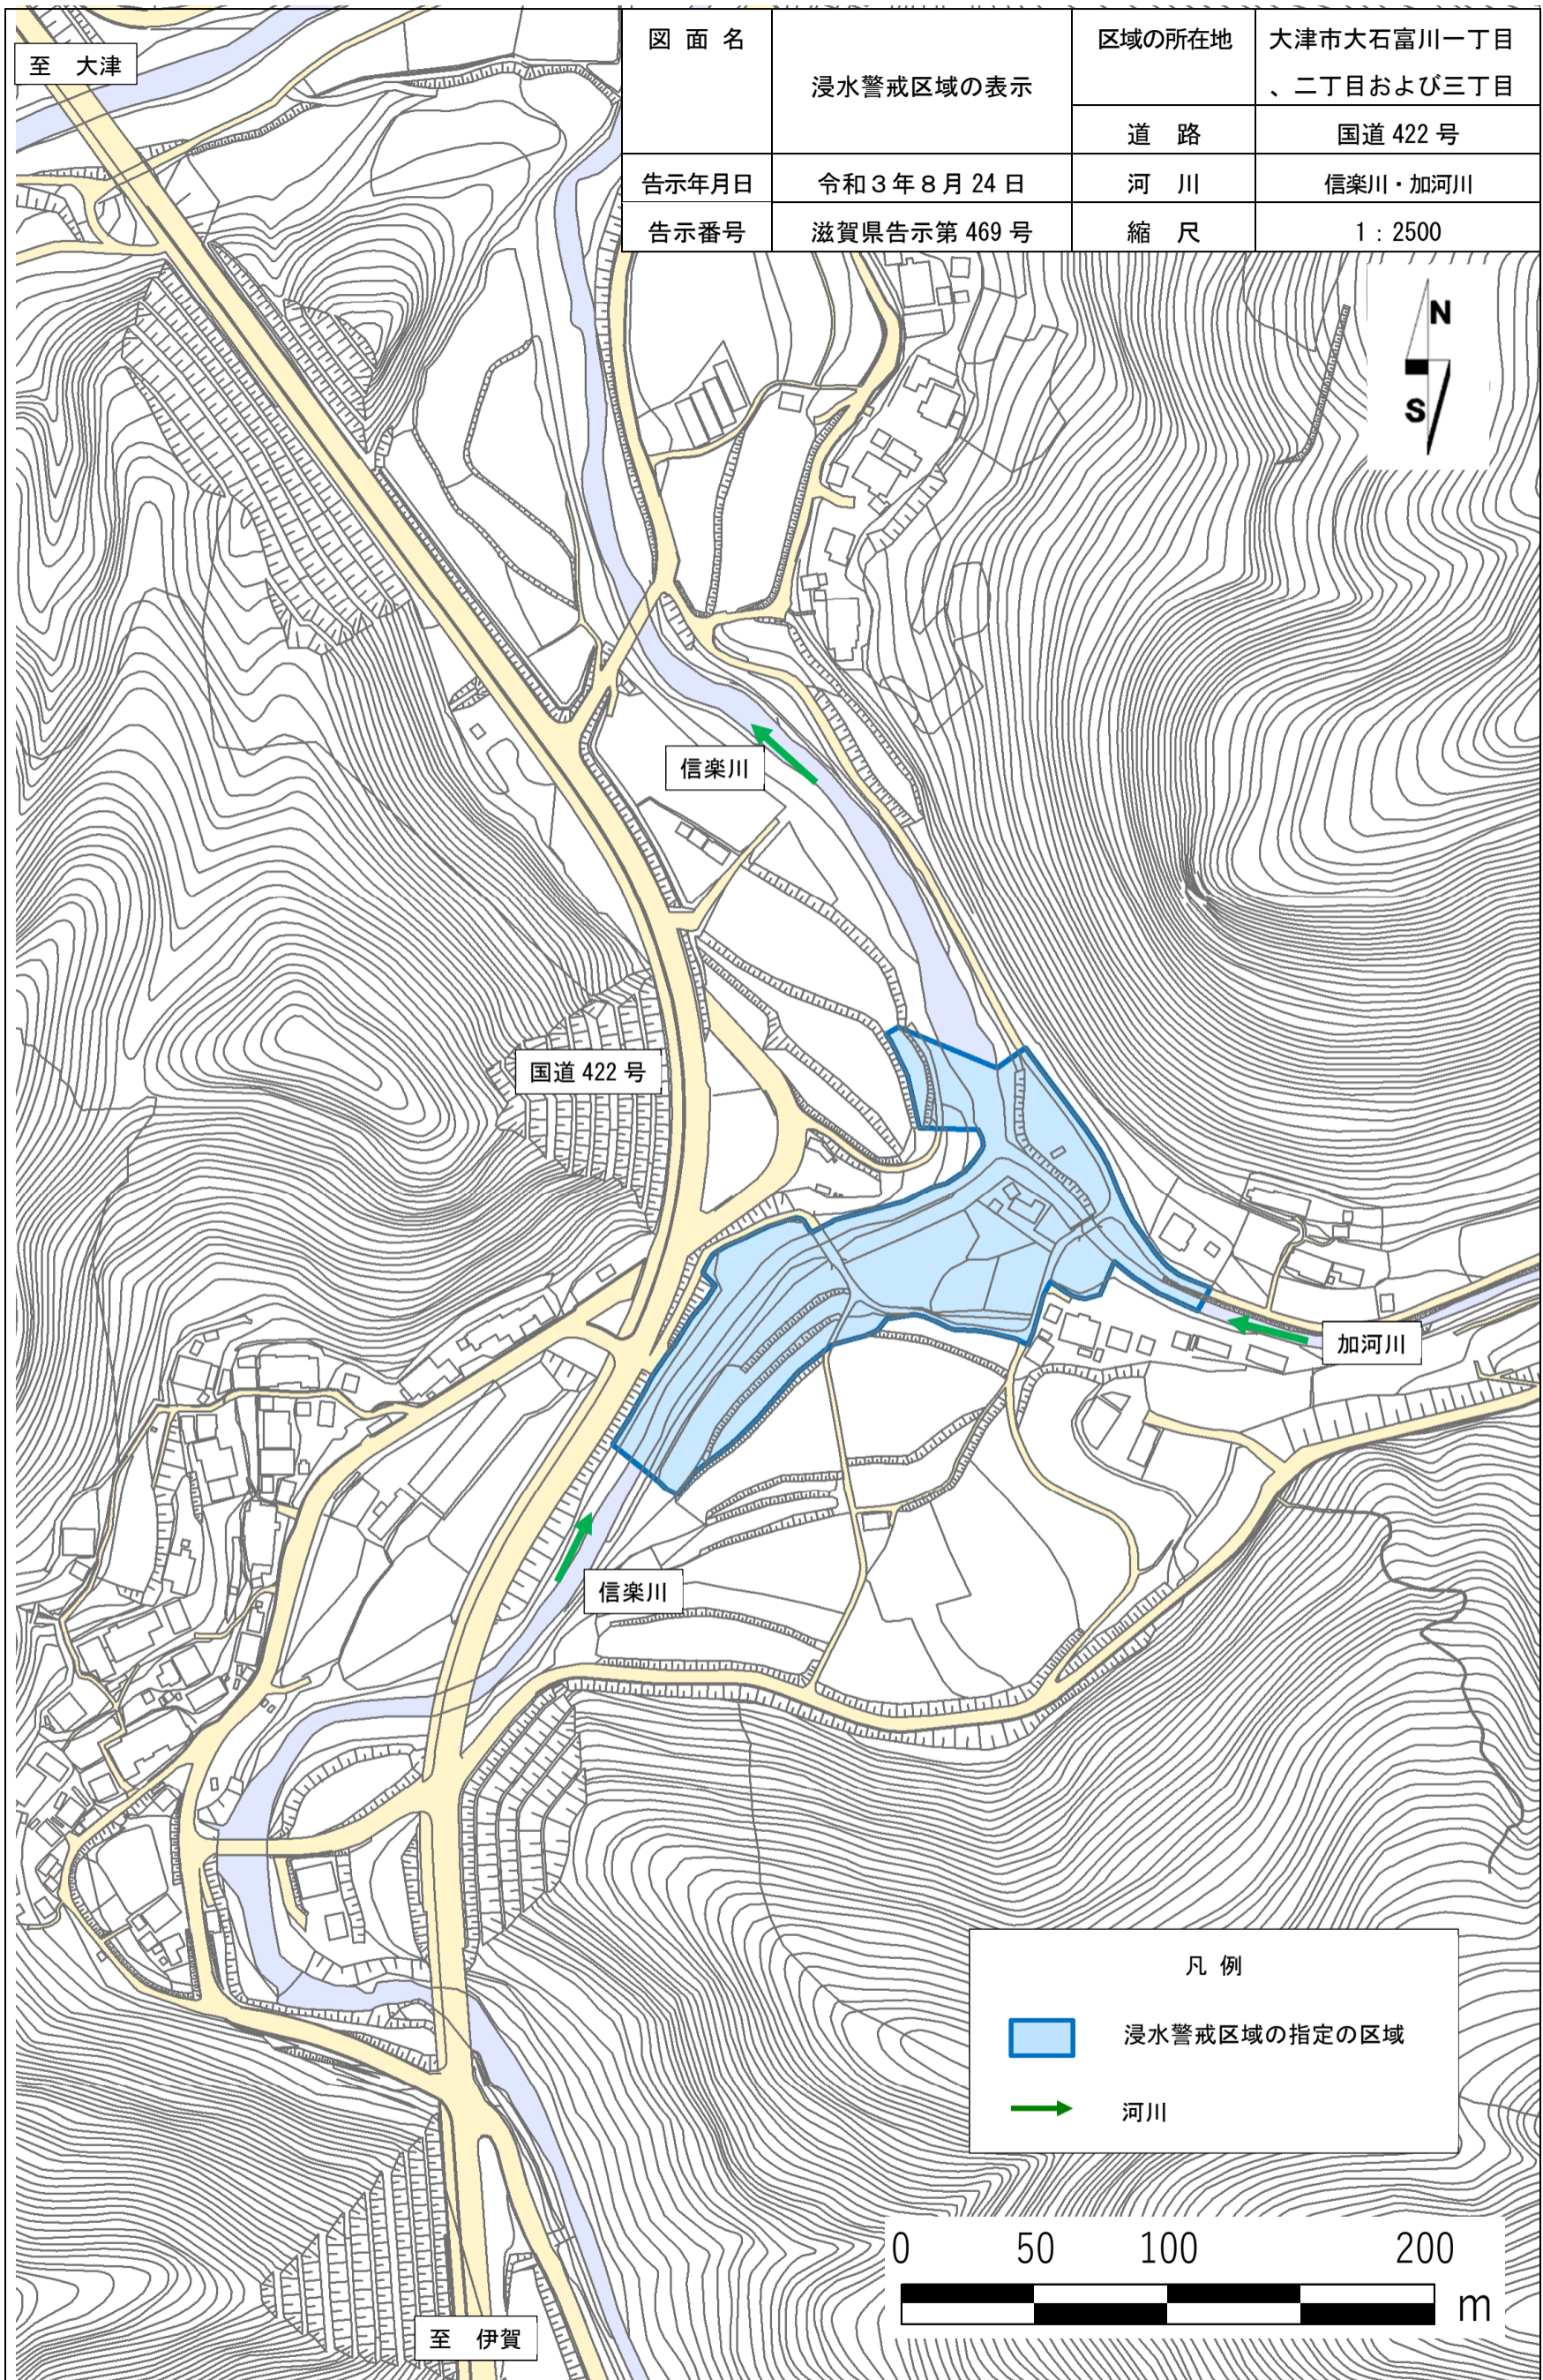 至 大津
図 面 名
浸水警戒区域の表示
区域の所在地
大津市大石富川一丁目
、二丁目および三丁目
道 路
国道 422 号
告示年月日
令和３年８月 24 日
河 川
信楽川・加河川
告示番号
滋賀県告示第 469 号
縮 尺
1 : 2500
N
S
信楽川
国道 422 号
加河川
信楽川
凡 例
浸水警戒区域の指定の区域
河川
0 50 100 200
m
至 伊賀